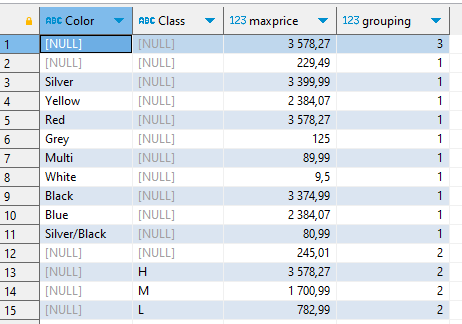 ABC Color ABC Class 123 maxprice 123 grouping
1 [NULL] [NULL] 3 578,27 3
2 [NULL] [NULL] 229,49 1
3 Silver [NULL] 3 399,99 1
4 Yellow [NULL] 2 384,07 1
5 Red [NULL] 3 578,27 1
6 Grey [NULL] 125 1
7 Multi [NULL] 89,99 1
8 White [NULL] 9,5 1
9 Black [NULL] 3 374,99 1
10 Blue [NULL] 2 384,07 1
11 Silver/Black [NULL] 80,99 1
12 [NULL] [NULL] 245,01 2
13 [NULL] H 3 578,27 2
14 [NULL] M 1 700,99 2
15 [NULL] L 782,99 2